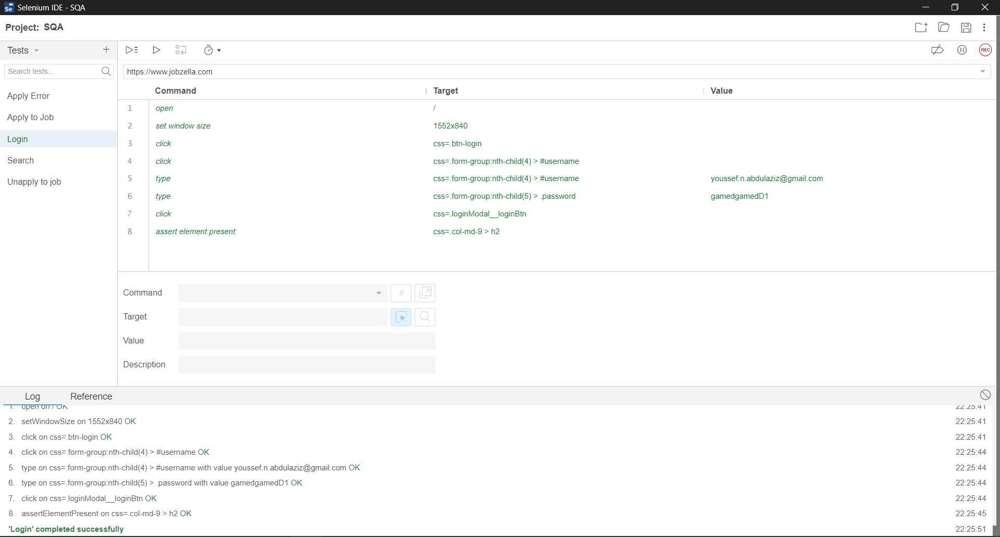 Selenium IDE - SQA
Project: SQA
Tests
Search tests...
Apply Error
Apply to Job
Login
Search
Unapply to job
REC
https://www.jobzella.com
Command Target Value
1 open /
2 set window size 1552x840
3 click css=.btn-login
4 click css=.form-group:nth-child(4) > #username
5 type css=.form-group:nth-child(4) > #username youssef.n.abdulaziz@gmail.com
6 type css=.form-group:nth-child(5) > .password gamedgamedD1
7 click css=.loginModal__loginBtn
8 assert element present css=.col-md-9 > h2
Command //
Target
Value
Description
Log Reference
1. open on / OK 22:25:41
2. setWindowSize on 1552x840 OK 22:25:41
3. click on css=.btn-login OK 22:25:41
4. click on css=.form-group:nth-child(4) > #username OK 22:25:44
5. type on css=.form-group:nth-child(4) > #username with value youssef.n.abdulaziz@gmail.com OK 22:25:44
6. type on css=.form-group:nth-child(5) > .password with value gamedgamedD1 OK 22:25:44
7. click on css=.loginModal__loginBtn OK 22:25:44
8. assertElementPresent on css=.col-md-9 > h2 OK 22:25:45
'Login' completed successfully 22:25:51